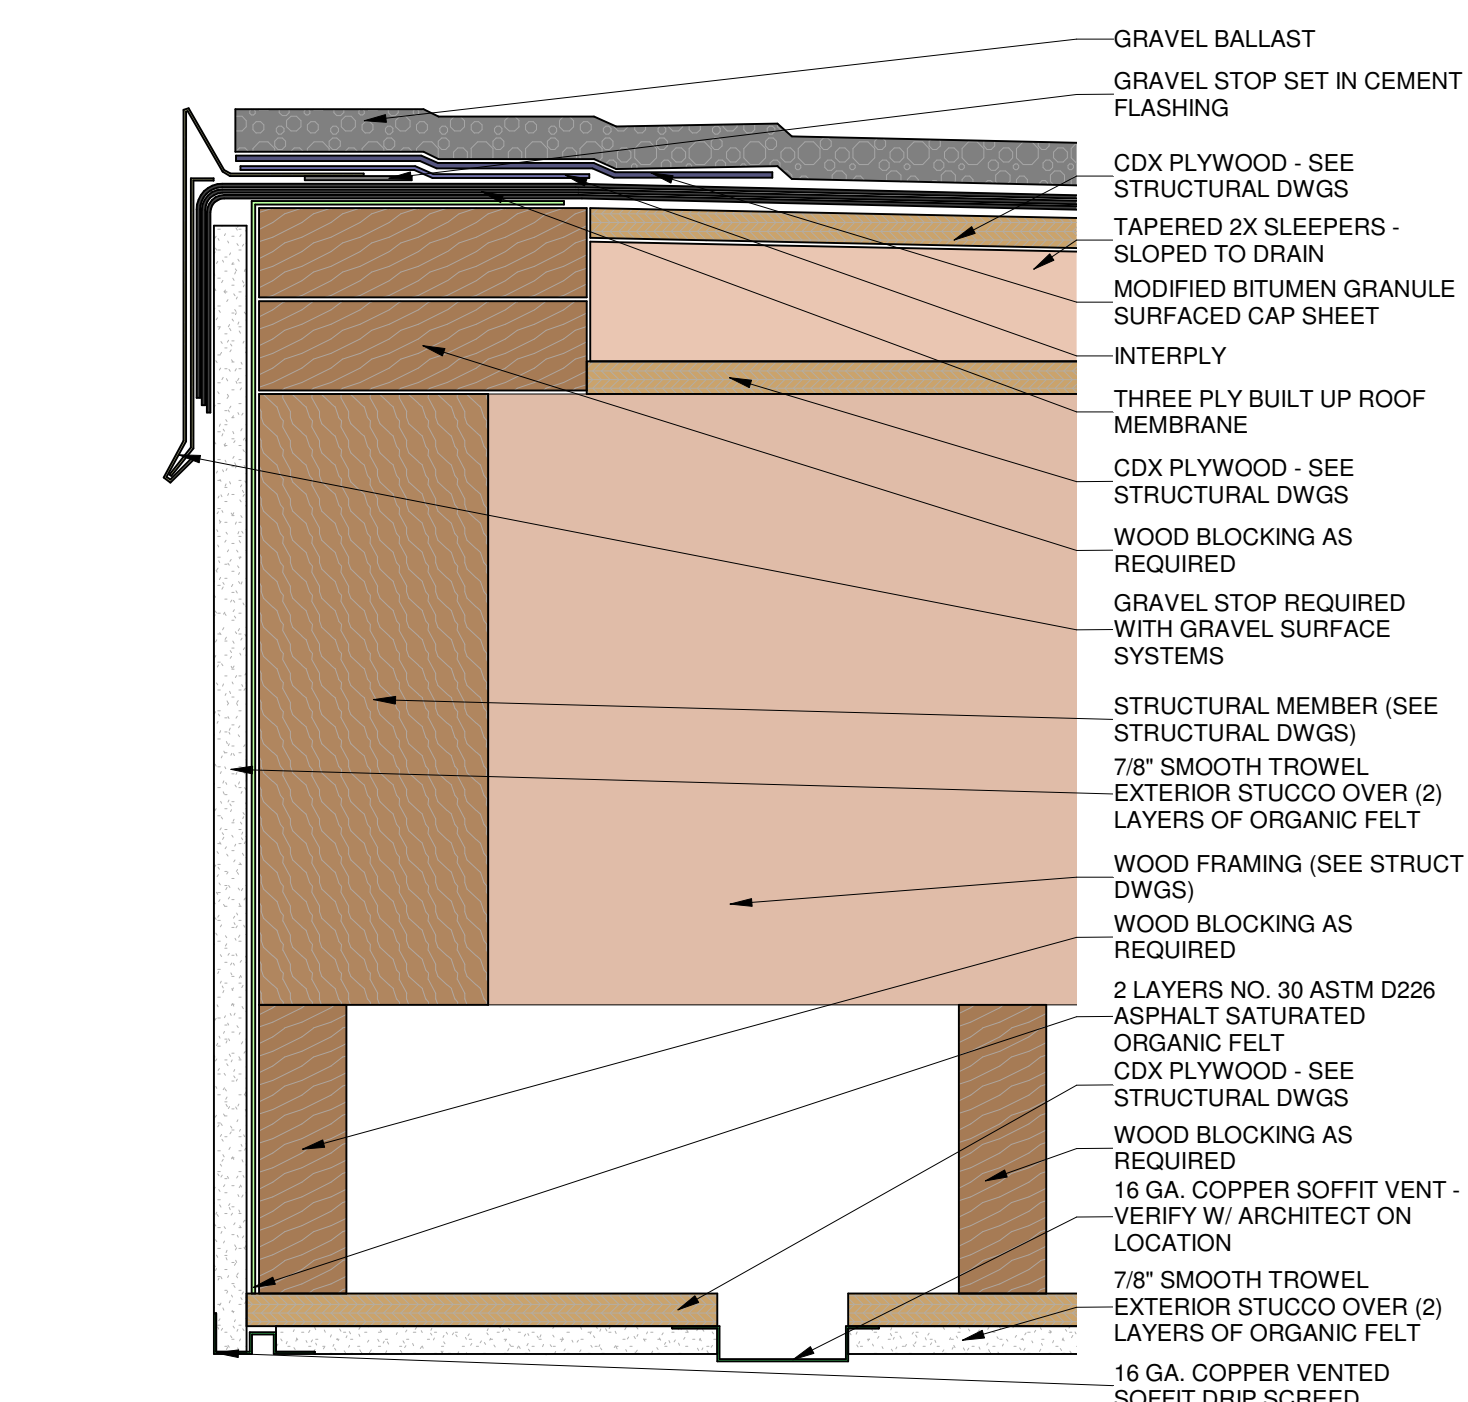 GRAVEL BALLAST
GRAVEL STOP SET IN CEMENT
FLASHING
CDX PLYWOOD - SEE
STRUCTURAL DWGS
TAPERED 2X SLEEPERS -
SLOPED TO DRAIN
MODIFIED BITUMEN GRANULE
SURFACED CAP SHEET
INTERPLY
THREE PLY BUILT UP ROOF
MEMBRANE
CDX PLYWOOD - SEE
STRUCTURAL DWGS
WOOD BLOCKING AS
REQUIRED
GRAVEL STOP REQUIRED
WITH GRAVEL SURFACE
SYSTEMS
STRUCTURAL MEMBER (SEE
STRUCTURAL DWGS)
7/8" SMOOTH TROWEL
EXTERIOR STUCCO OVER (2)
LAYERS OF ORGANIC FELT
WOOD FRAMING (SEE STRUCT
DWGS)
WOOD BLOCKING AS
REQUIRED
2 LAYERS NO. 30 ASTM D226
ASPHALT SATURATED
ORGANIC FELT
CDX PLYWOOD - SEE
STRUCTURAL DWGS
WOOD BLOCKING AS
REQUIRED
16 GA. COPPER SOFFIT VENT -
VERIFY W/ ARCHITECT ON
LOCATION
7/8" SMOOTH TROWEL
EXTERIOR STUCCO OVER (2)
LAYERS OF ORGANIC FELT
16 GA. COPPER VENTED
SOFFIT DRIP SCREED